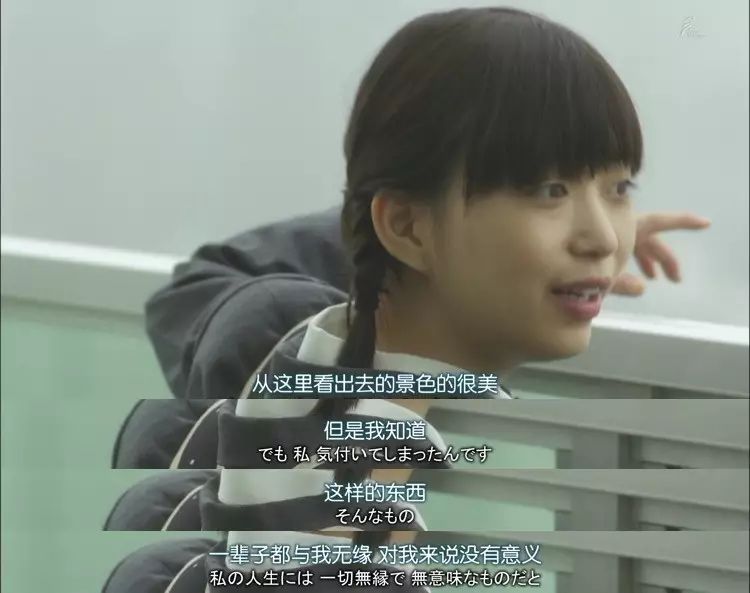 从这里看出去的景色的很美
但是我知道
でも 私 気付いてしまったんです
这样的东西
そんなもの
一辈子都与我无缘 对我来说没有意义
私の人生には 一切無縁で 無意味なものだと